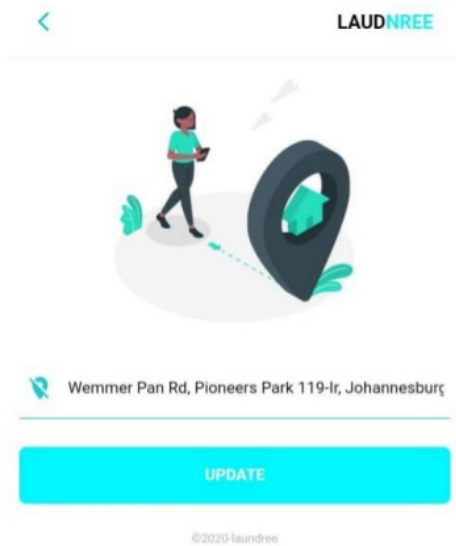 LAUDNREE
Wemmer Pan Rd, Pioneers Park 119-Ir, Johannesburg
UPDATE
©2020-laundree